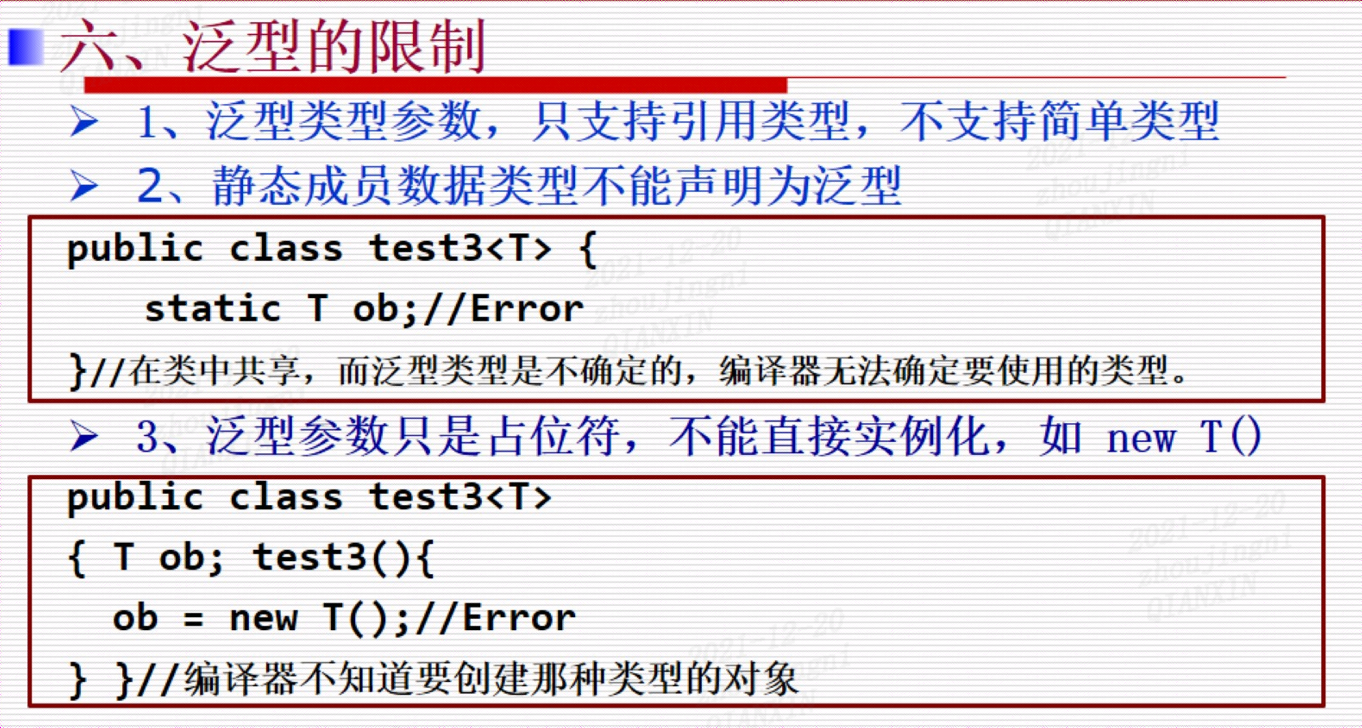 六、泛型的限制
1、泛型类型参数，只支持引用类型，不支持简单类型
2、静态成员数据类型不能声明为泛型
public class test3<T> {
static T ob;//Error
}//在类中共享，而泛型类型是不确定的，编译器无法确定要使用的类型。
3、泛型参数只是占位符，不能直接实例化，如 new T()
public class test3<T>
{ T ob; test3(){
ob = new T();//Error
} }//编译器不知道要创建那种类型的对象
2021-12-20
zhoujingni
QIANXIN